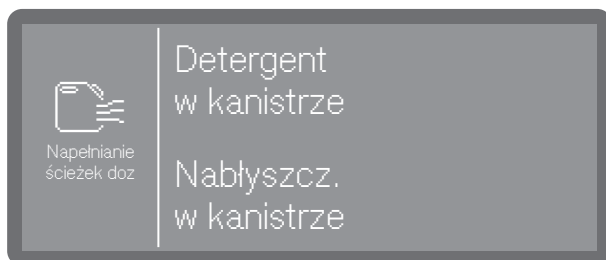 Napełnianie
ścieżek doz
Detergent
w kanistrze
Nabłyszcz.
w kanistrze